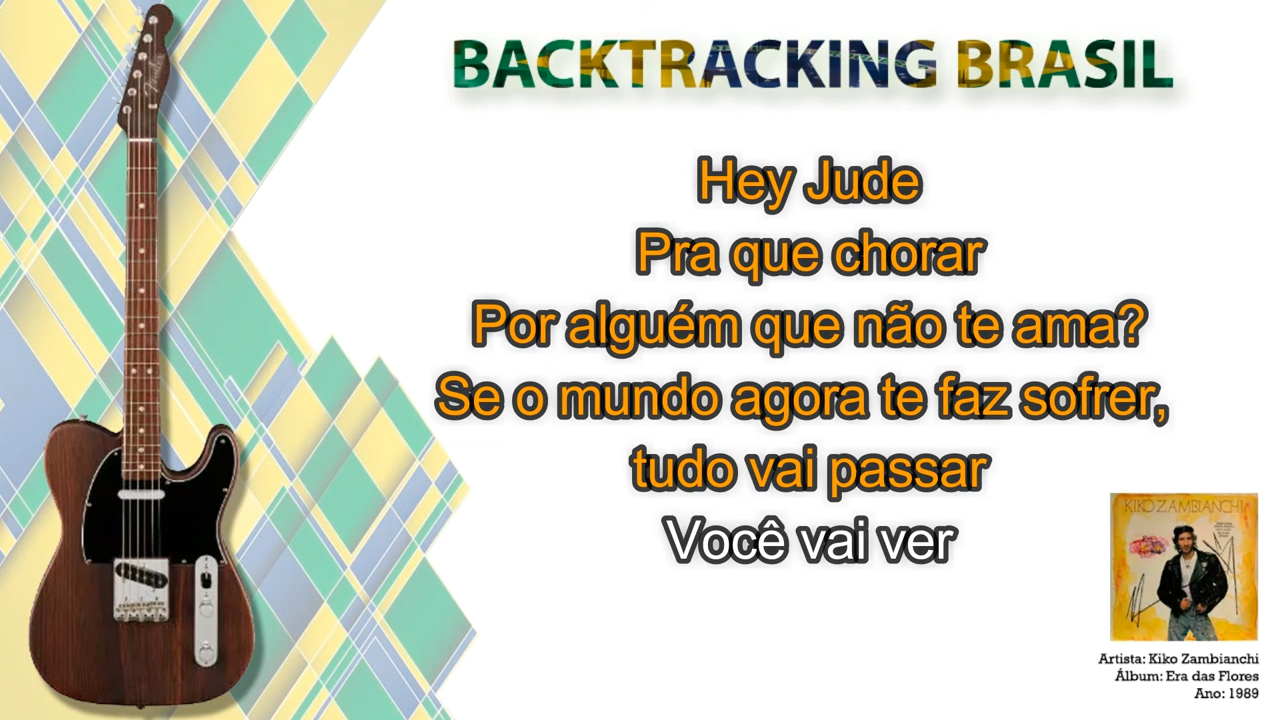 BACKTRACKING BRASIL
Hey Jude
Pra que chorar
Por alguém que não te ama?
Se o mundo agora te faz sofrer,
tudo vai passar
Você vai ver
KIKO ZAMBIANCHI
Artista: Kiko Zambianchi
Álbum: Era das Flores
Ano: 1989
Fender